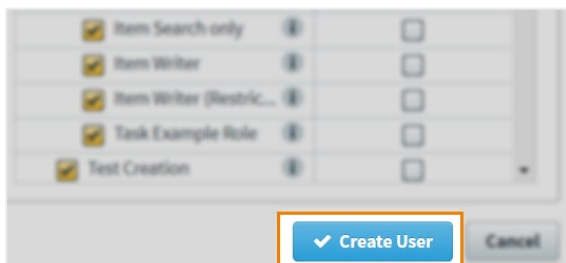 Item Search only
Item Writer
Item Writer (Restric...
Task Example Role
Test Creation
Create User Cancel